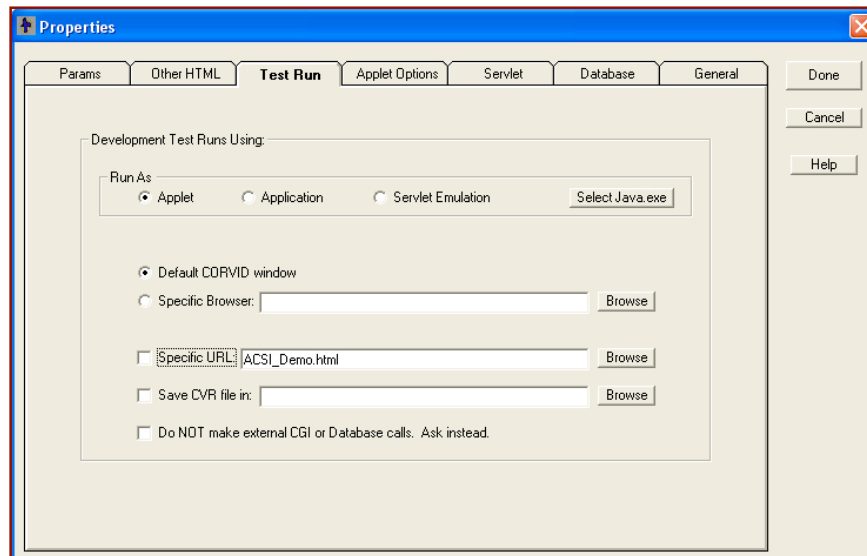 Properties
Params Other HTML Test Run Applet Options Servlet Database General
Done
Cancel
Help
Development Test Runs Using:
Run As
Applet Application Servlet Emulation Select Java.exe
Default CORVID window
Specific Browser: Browse
Specific URL: ACSI_Demo.html Browse
Save CVR file in: Browse
Do NOT make external CGI or Database calls. Ask instead.